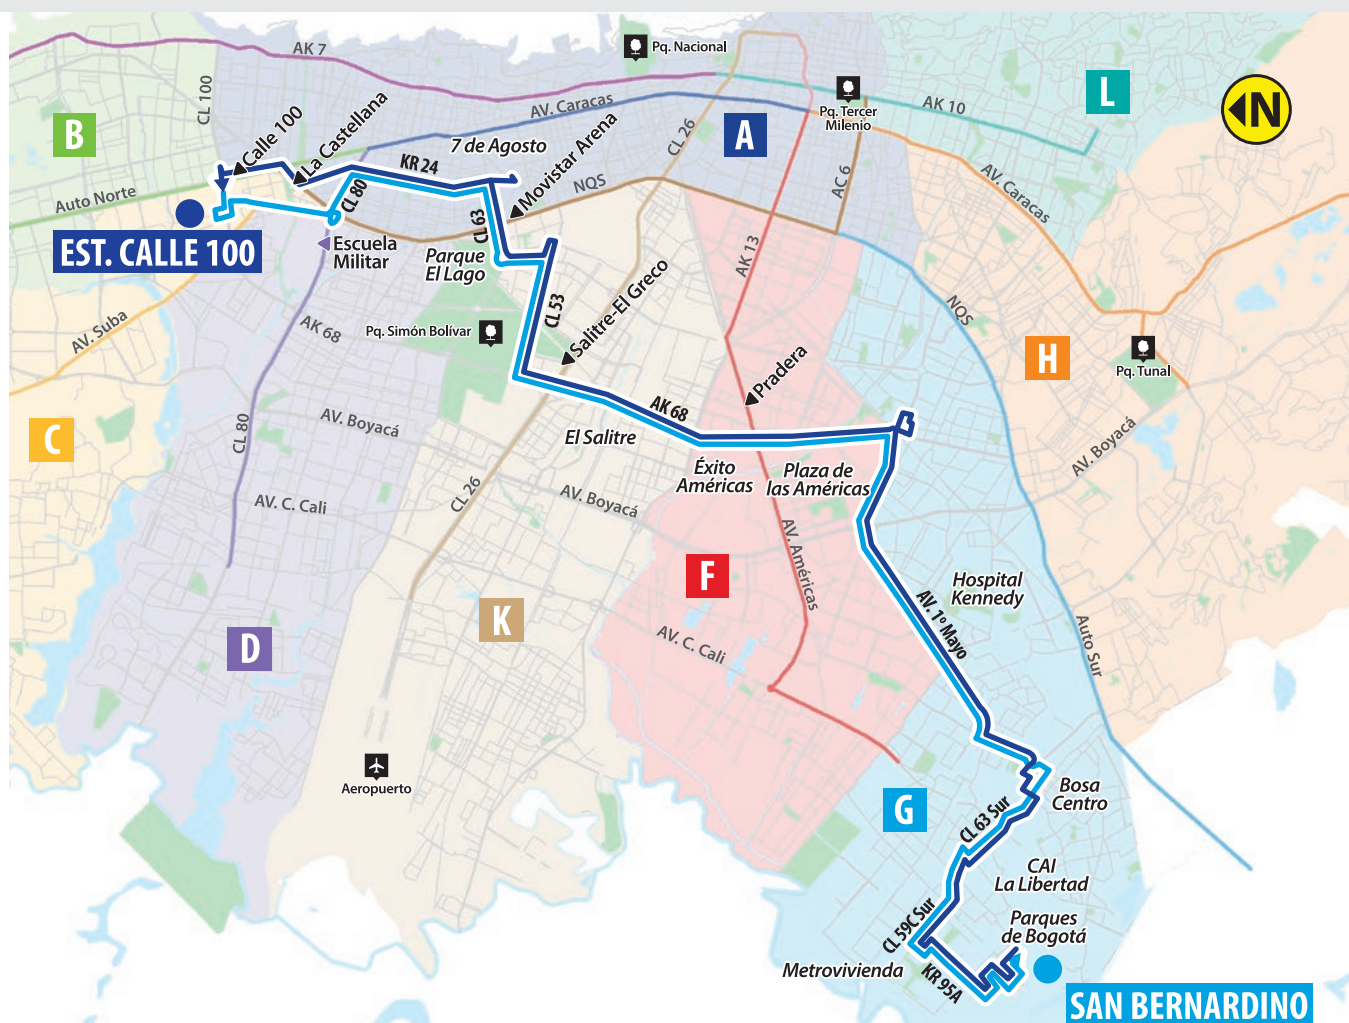 AK 7
Pq. Nacional
CL 100
B
Calle 100
La Castellana
AV. Caracas
7 de Agosto
Movistar Arena
CL 26
A
Pq. Tercer
Milenio
AK 10
L
N
Auto Norte
KR 24
CL 80
NQS
AC 6
AV. Caracas
EST. CALLE 100
Escuela
Militar
CL 63
Parque
El Lago
AK 13
AV. Suba
AK 68
Pq. Simón Bolívar
CL 53
Salitre-El Greco
NQS
H
Pq. Tunal
Pradera
C
CL 80
AV. Boyacá
AK 68
El Salitre
Éxito
Américas
Plaza de
las Américas
AV. Boyacá
AV. C. Cali
CL 26
AV. Boyacá
AV. Américas
F
Hospital
Kennedy
AV. 1º Mayo
D
K
AV. C. Cali
Auto Sur
Aeropuerto
G
Bosa
Centro
CL 63 Sur
CAI
La Libertad
CL 59C Sur
Parques
de Bogotá
Metrovivienda
KR 95A
SAN BERNARDINO